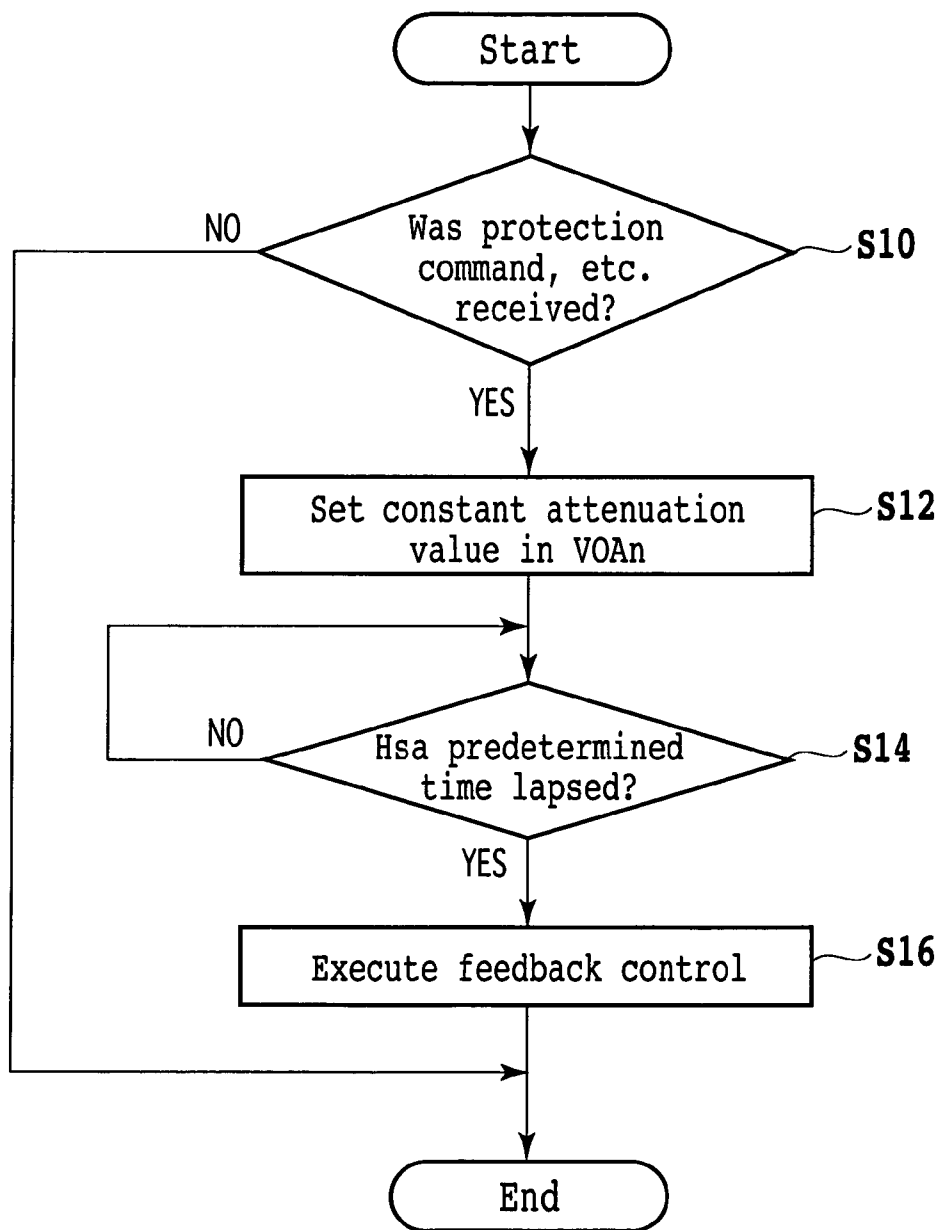 Start
NO
Was protection
command, etc.
received?
S10
YES
Set constant attenuation
value in VOAn
S12
NO
Hsa predetermined
time lapsed?
S14
YES
Execute feedback control
S16
End